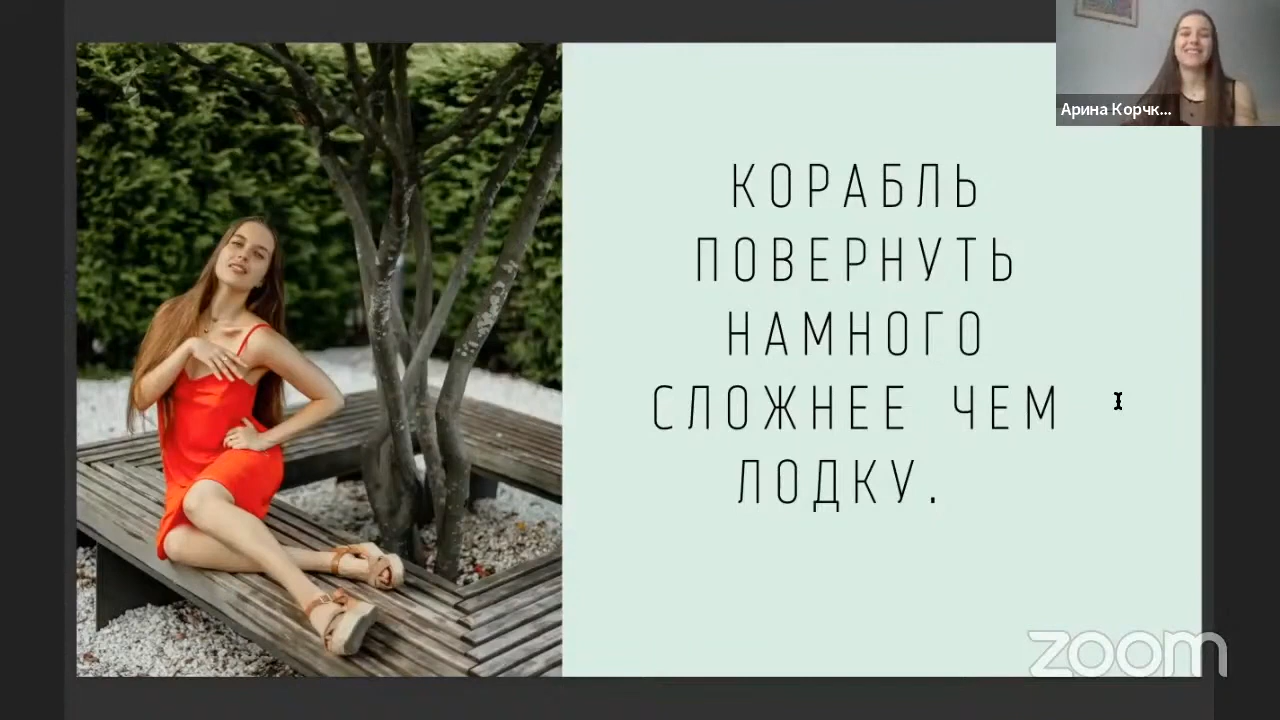 Арина Корчк...
КОРАБЛЬ
ПОВЕРНУТЬ
НАМНОГО
СЛОЖНЕЕ ЧЕМ
ЛОДКУ.
zoom